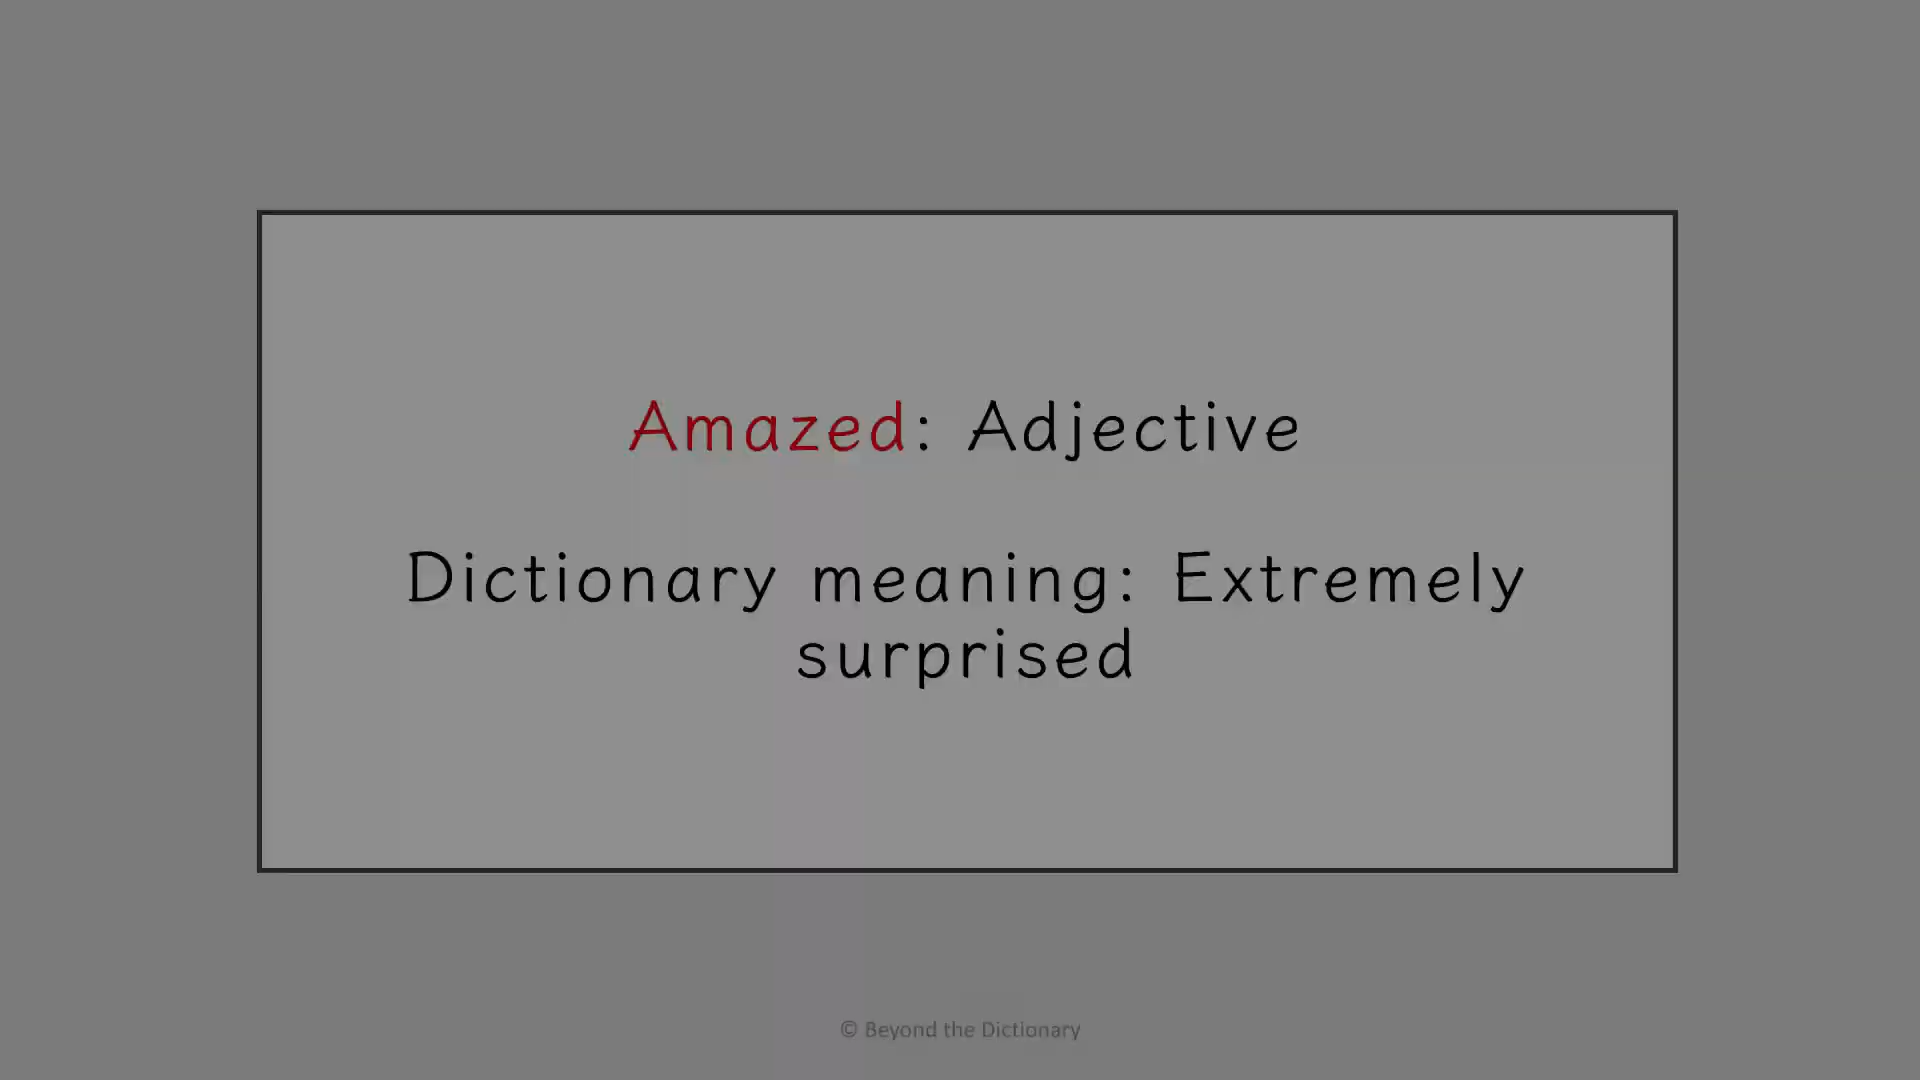 Amazed: Adjective
Dictionary meaning: Extremely
surprised
© Beyond the Dictionary